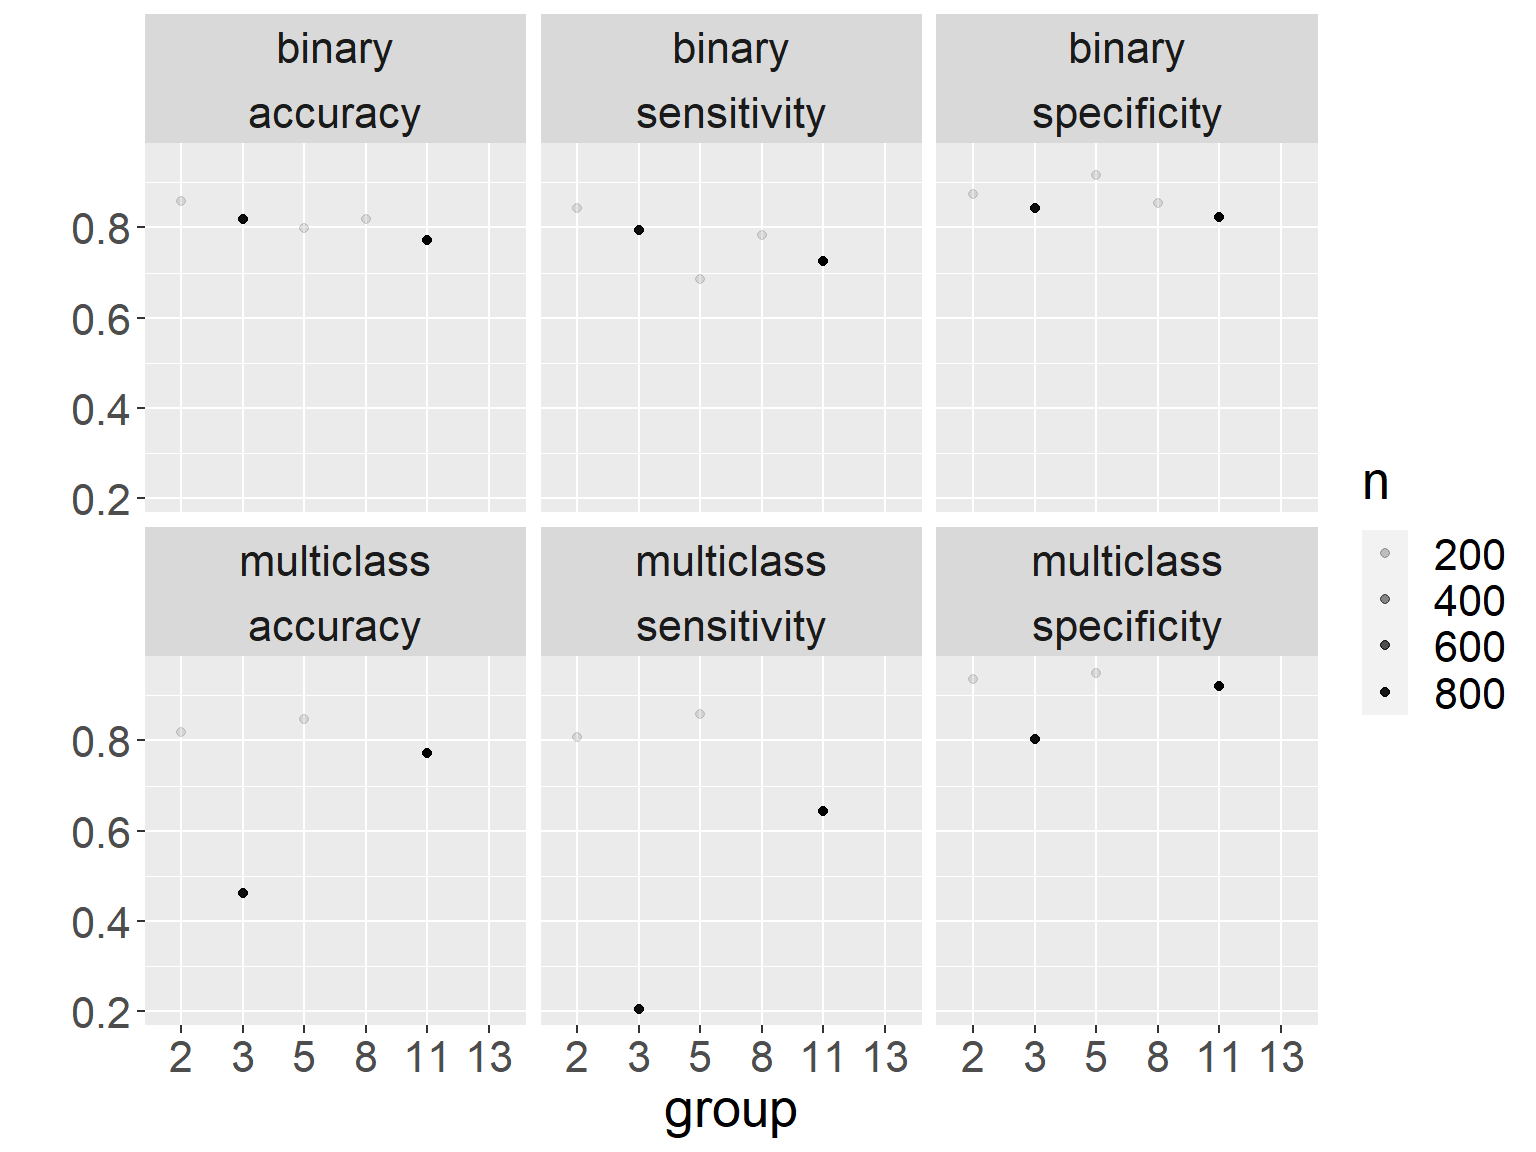 binary
accuracy
binary
sensitivity
binary
specificity
0.8
0.6
0.4
0.2
multiclass
accuracy
multiclass
sensitivity
multiclass
specificity
0.8
0.6
0.4
0.2
2 3 5 8 11 13
2 3 5 8 11 13
2 3 5 8 11 13
group
n
200
400
600
800